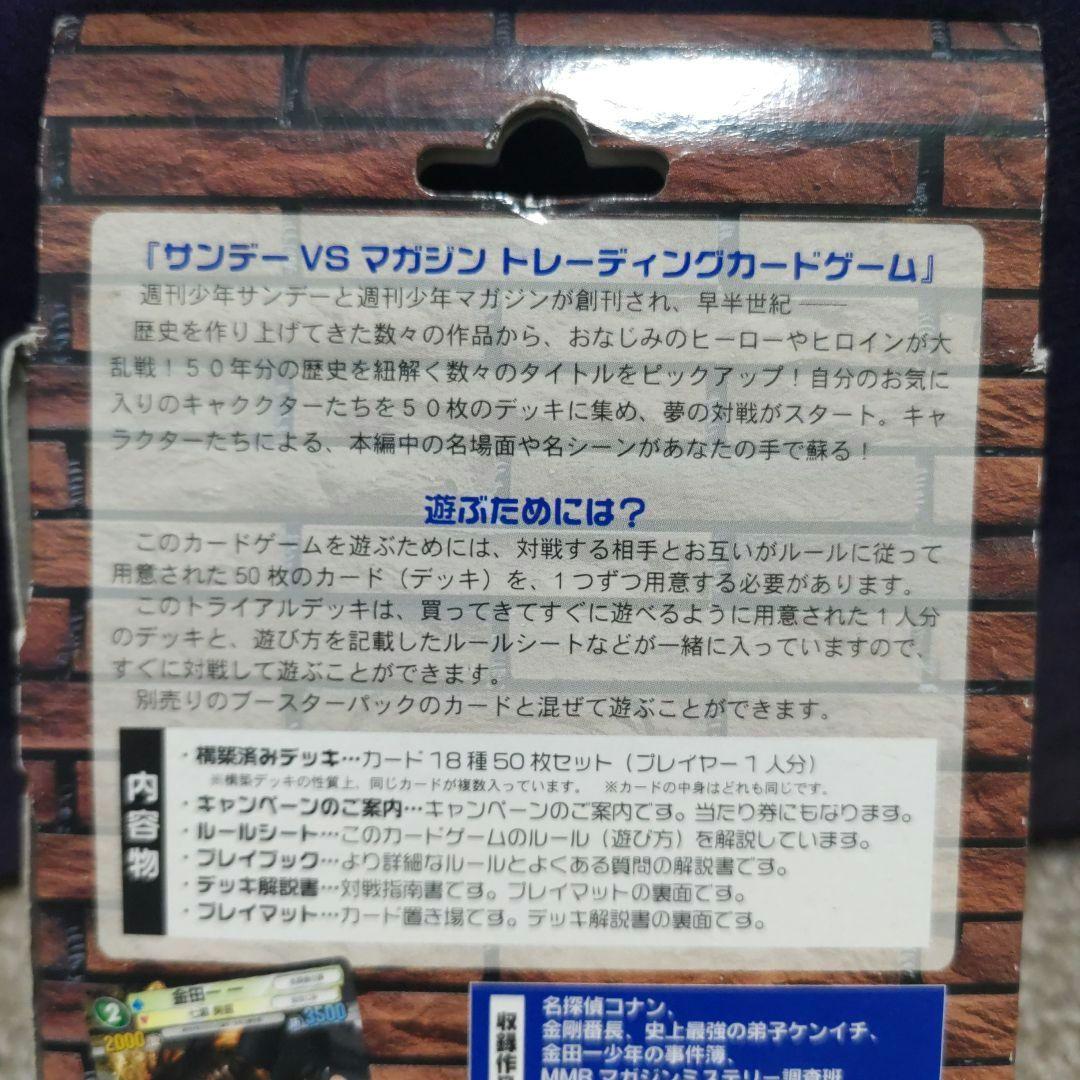 『サンデー VS マガジン トレーディングカードゲーム』
週刊少年サンデーと週刊少年マガジンが創刊され、早半世紀――
歴史を作り上げてきた数々の作品から、おなじみのヒーローやヒロインが大
乱戦！５０年分の歴史を紐解く数々のタイトルをピックアップ！自分のお気に
入りのキャククターたちを５０枚のデッキに集め、夢の対戦がスタート。キャ
ラクターたちによる、本編中の名場面や名シーンがあなたの手で蘇る！
遊ぶためには？
このカードゲームを遊ぶためには、対戦する相手とお互いがルールに従って
用意された 50 枚のカード（デッキ）を、１つずつ用意する必要があります。
このトライアルデッキは、買ってきてすぐに遊べるように用意された１人分
のデッキと、遊び方を記載したルールシートなどが一緒に入っていますので、
すぐに対戦して遊ぶことができます。
別売りのブースターパックのカードと混ぜて遊ぶことができます。
内容物
・構築済みデッキ…カード 18 種 50 枚セット（プレイヤー 1 人分）
※構築デッキの性質上、同じカードが複数入っています。 ※カードの中身はどれも同じです。
・キャンペーンのご案内…キャンペーンのご案内です。当たり券にもなります。
・ルールシート…このカードゲームのルール（遊び方）を解説しています。
・プレイブック…より詳細なルールとよくある質問の解説書です。
・デッキ解説書…対戦指南書です。プレイマットの裏面です。
・プレイマット…カード置き場です。デッキ解説書の裏面です。
2
金田一 一
2000
3500
収録作
名探偵コナン、
金剛番長、史上最強の弟子ケンイチ、
金田一少年の事件簿、
MMR マガジンミステリー調査班